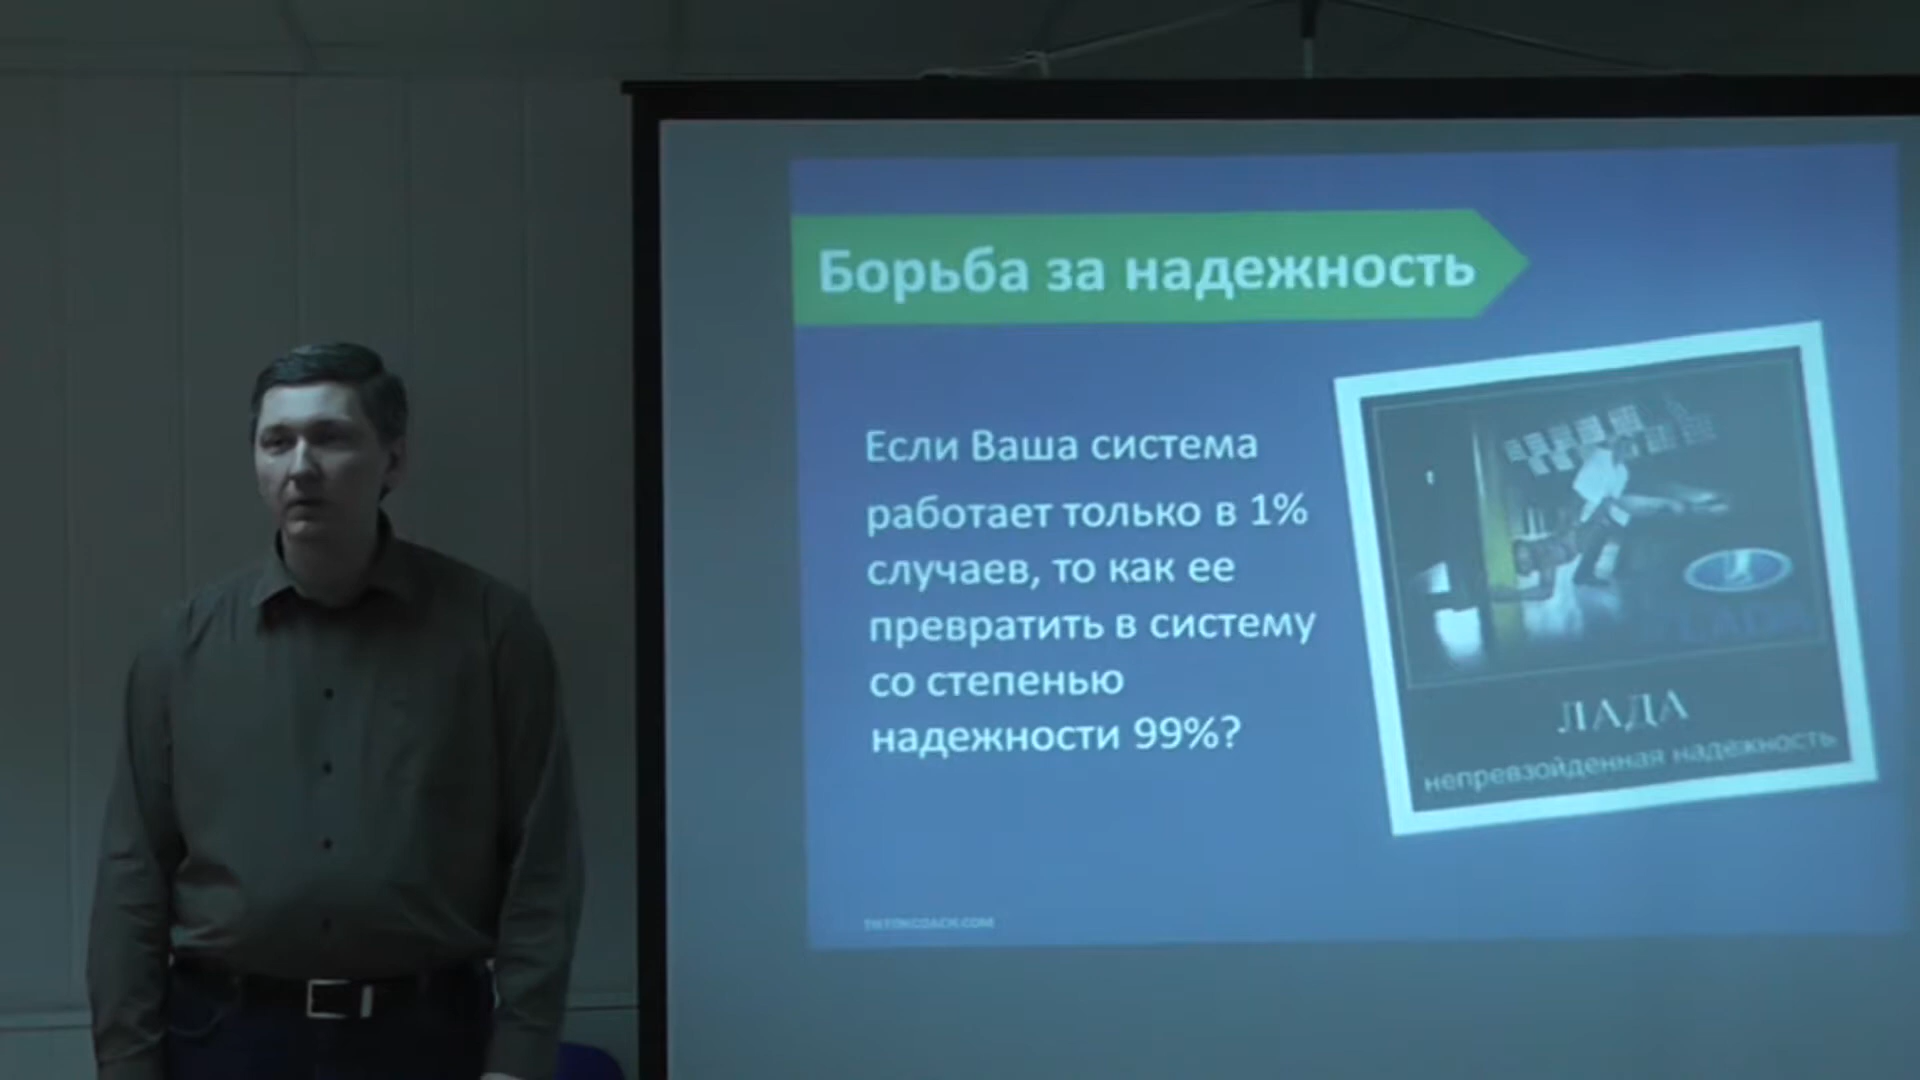 Борьба за надежность
Если Ваша система
работает только в 1%
случаев, то как ее
превратить в систему
со степенью
надежности 99%?
ЛАДА
непревзойденная надежность